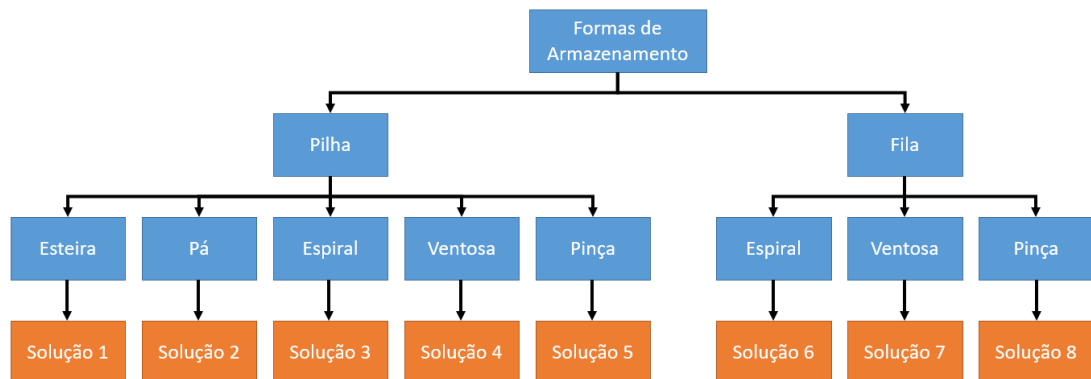 Formas de
Armazenamento
Pilha
Fila
Esteira
Pá
Espiral
Ventosa
Pinça
Espiral
Ventosa
Pinça
Solução 1
Solução 2
Solução 3
Solução 4
Solução 5
Solução 6
Solução 7
Solução 8